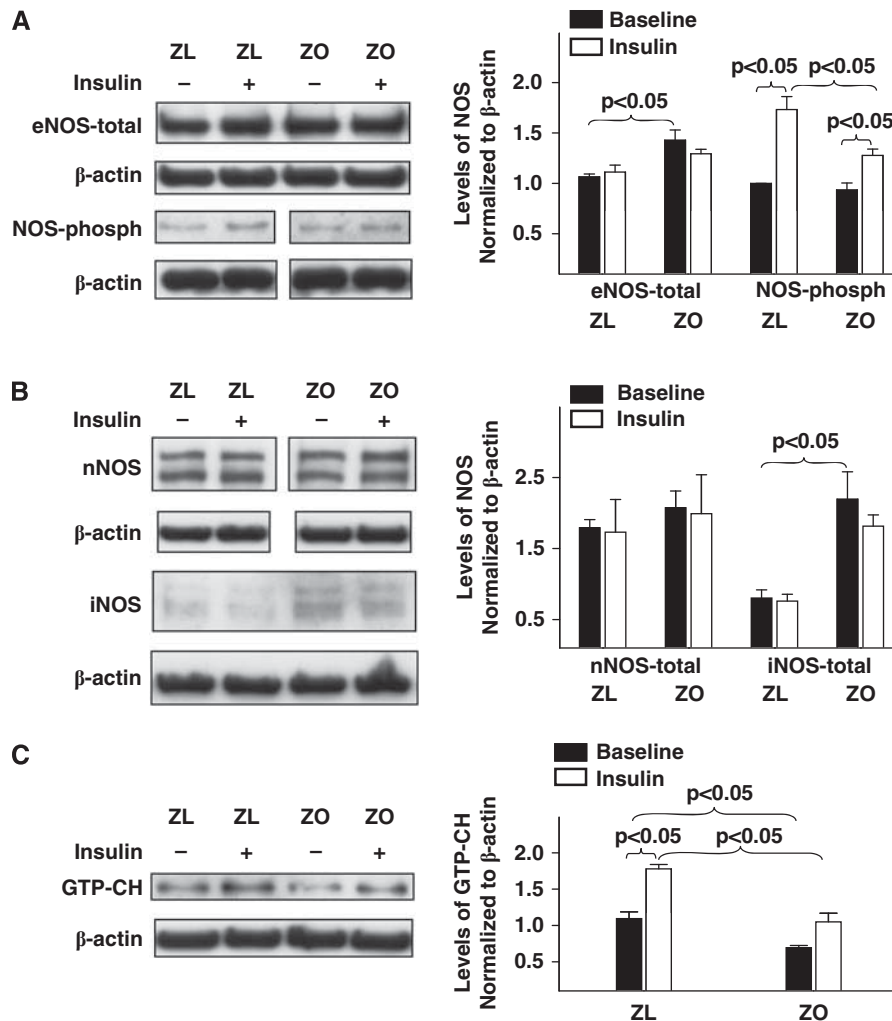 A
ZL ZL ZO ZO
Insulin – + – +
eNOS-total
β-actin
NOS-phosph
β-actin
Baseline
Insulin
Levels of NOS
Normalized to β-actin
2.0
1.5
1.0
0.5
p<0.05
p<0.05 p<0.05
p<0.05
eNOS-total NOS-phosph
ZL ZO ZL ZO
B
ZL ZL ZO ZO
Insulin – + – +
nNOS
β-actin
iNOS
β-actin
Baseline
Insulin
Levels of NOS
Normalized to β-actin
2.5
1.5
0.5
p<0.05
nNOS-total iNOS-total
ZL ZO ZL ZO
C
ZL ZL ZO ZO
Insulin – + – +
GTP-CH
β-actin
Baseline
Insulin
Levels of GTP-CH
Normalized to β-actin
2.0
1.5
1.0
0.5
p<0.05
p<0.05 p<0.05
ZL ZO